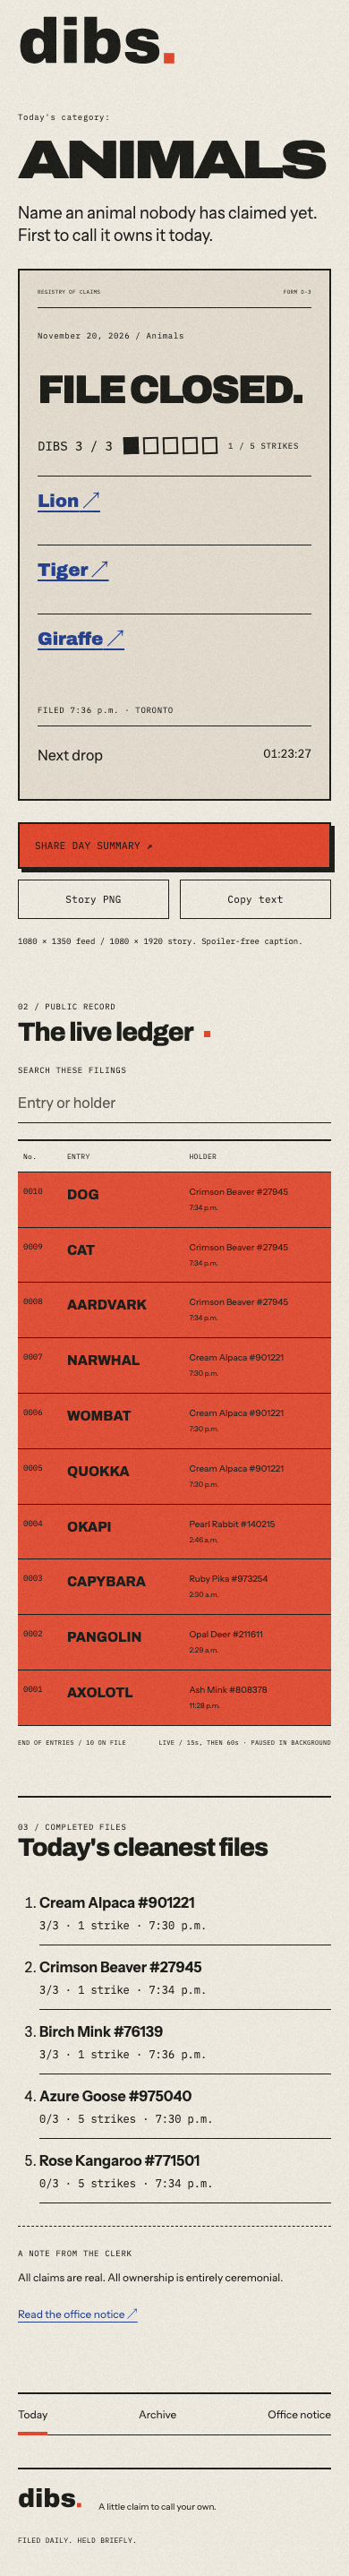 dibs.
Today's category:
ANIMALS
Name an animal nobody has claimed yet.
First to call it owns it today.
REGISTRY OF CLAIMS
FORM D-3
November 20, 2026 / Animals
FILE CLOSED.
DIBS 3 / 3
1 / 5 STRIKES
Lion ↗
Tiger ↗
Giraffe ↗
FILED 7:36 p.m. · TORONTO
Next drop 01:23:27
SHARE DAY SUMMARY ↗
Story PNG
Copy text
1080 × 1350 feed / 1080 × 1920 story. Spoiler-free caption.
02 / PUBLIC RECORD
The live ledger
SEARCH THESE FILINGS
Entry or holder
No. ENTRY HOLDER
0010 DOG Crimson Beaver #27945
7:34 p.m.
0009 CAT Crimson Beaver #27945
7:34 p.m.
0008 AARDVARK Crimson Beaver #27945
7:34 p.m.
0007 NARWHAL Cream Alpaca #901221
7:30 p.m.
0006 WOMBAT Cream Alpaca #901221
7:30 p.m.
0005 QUOKKA Cream Alpaca #901221
7:30 p.m.
0004 OKAPI Pearl Rabbit #140215
2:46 a.m.
0003 CAPYBARA Ruby Pika #973254
2:30 a.m.
0002 PANGOLIN Opal Deer #211611
2:28 a.m.
0001 AXOLOTL Ash Mink #808378
11:28 p.m.
END OF ENTRIES / 10 ON FILE
LIVE / 15s, THEN 60s · PAUSED IN BACKGROUND
03 / COMPLETED FILES
Today's cleanest files
1. Cream Alpaca #901221
3/3 · 1 strike · 7:30 p.m.
2. Crimson Beaver #27945
3/3 · 1 strike · 7:34 p.m.
3. Birch Mink #76139
3/3 · 1 strike · 7:36 p.m.
4. Azure Goose #975040
0/3 · 5 strikes · 7:30 p.m.
5. Rose Kangaroo #771501
0/3 · 5 strikes · 7:34 p.m.
A NOTE FROM THE CLERK
All claims are real. All ownership is entirely ceremonial.
Read the office notice ↗
Today
Archive
Office notice
dibs.
A little claim to call your own.
FILED DAILY. HELD BRIEFLY.